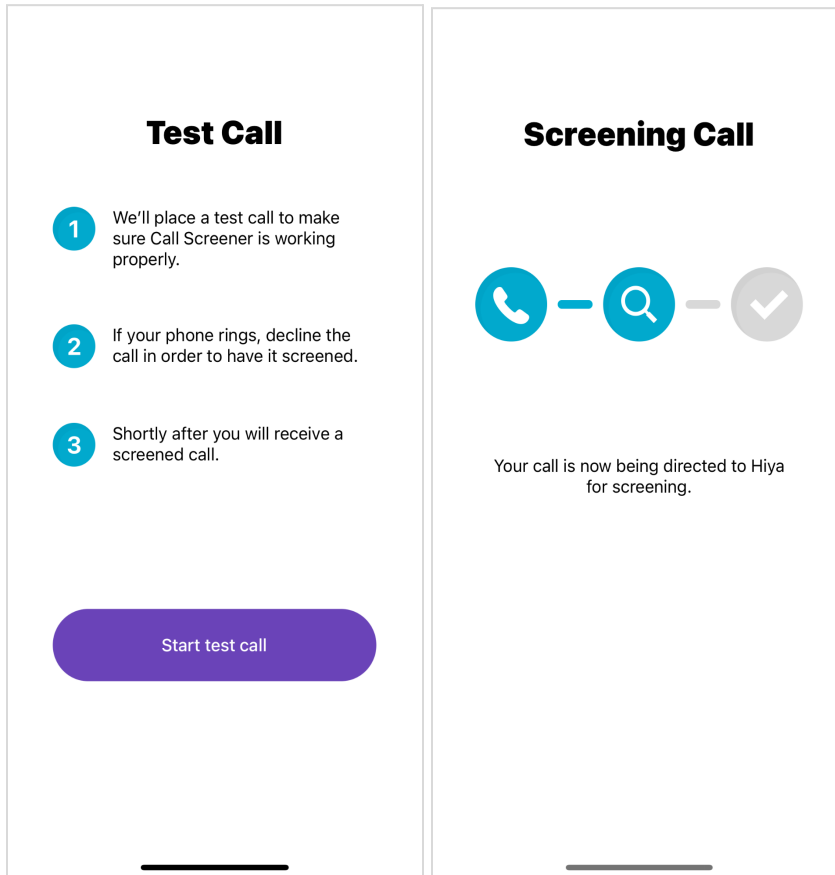 Test Call
1
We’ll place a test call to make
sure Call Screener is working
properly.
2
If your phone rings, decline the
call in order to have it screened.
3
Shortly after you will receive a
screened call.
Start test call
Screening Call
Your call is now being directed to Hiya
for screening.